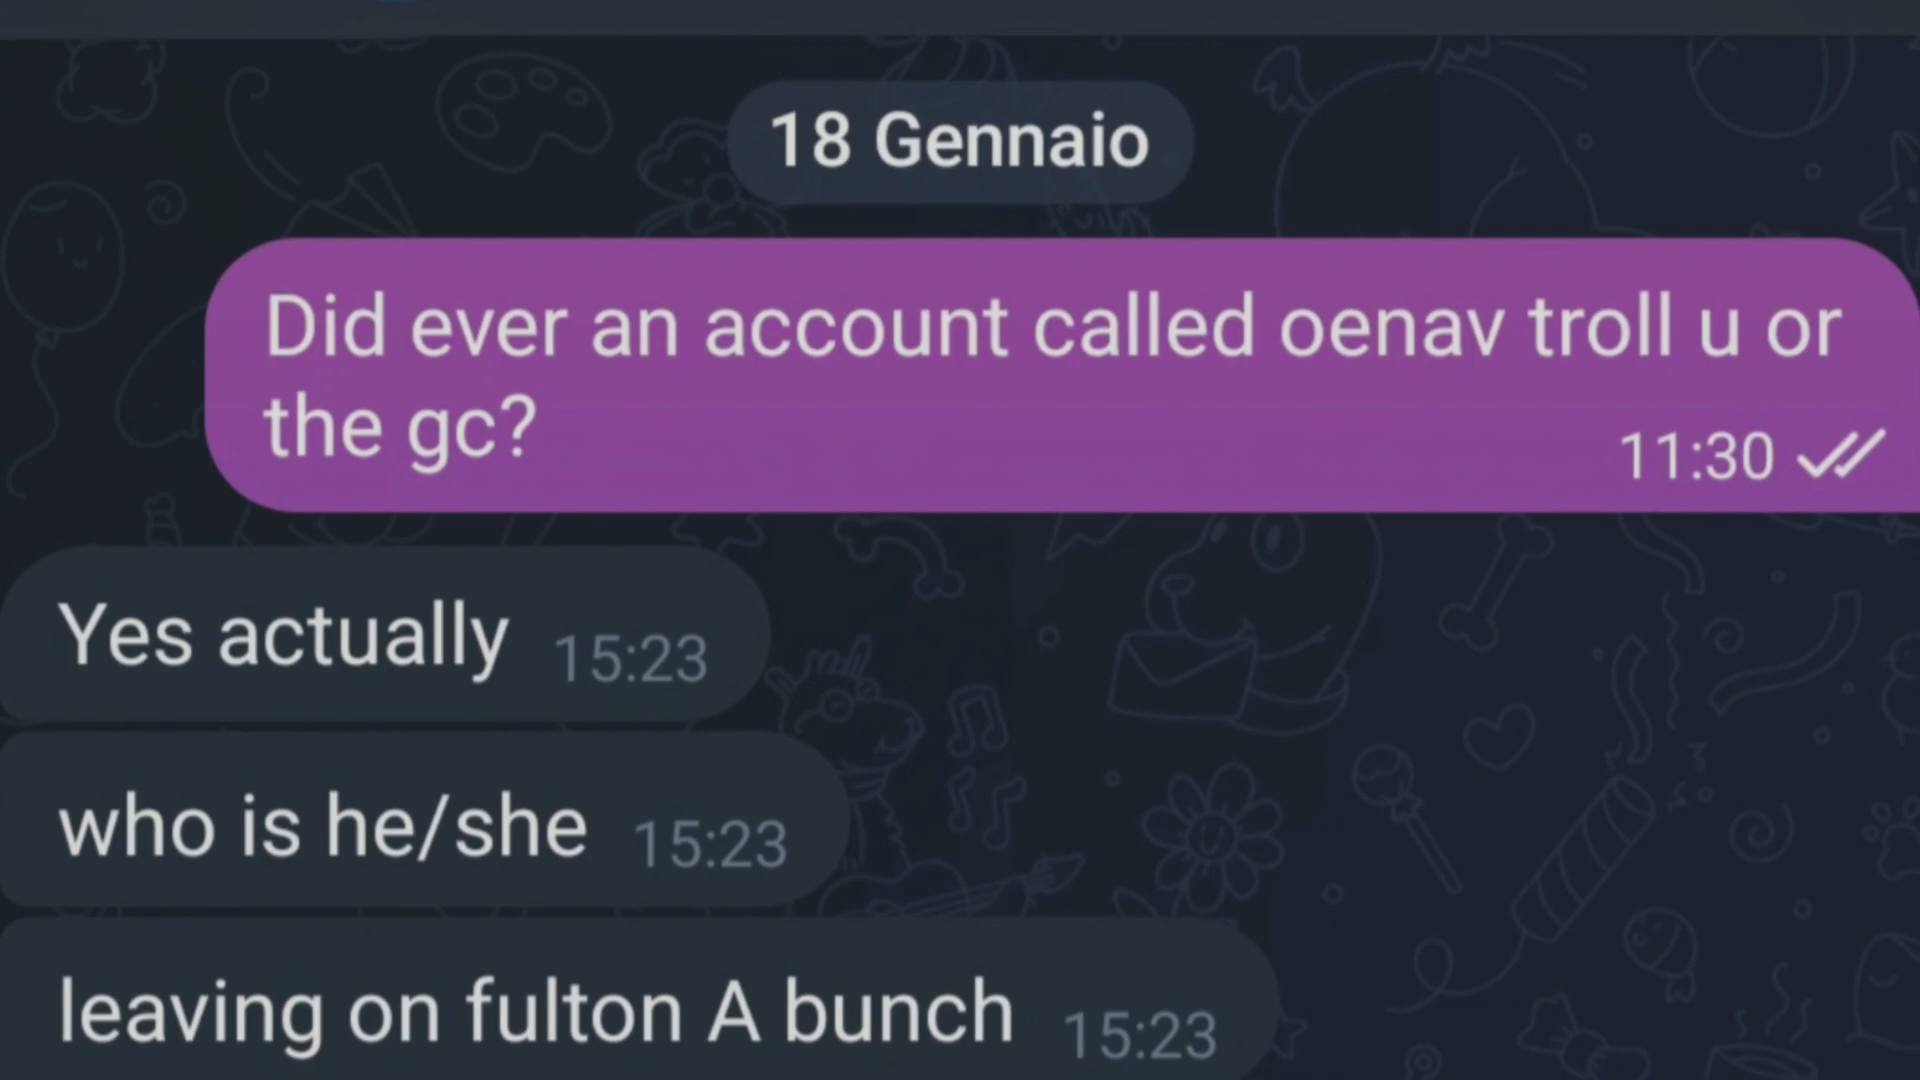 18 Gennaio
Did ever an account called oenav troll u or
the gc?
11:30
Yes actually 15:23
who is he/she 15:23
leaving on fulton A bunch 15:23